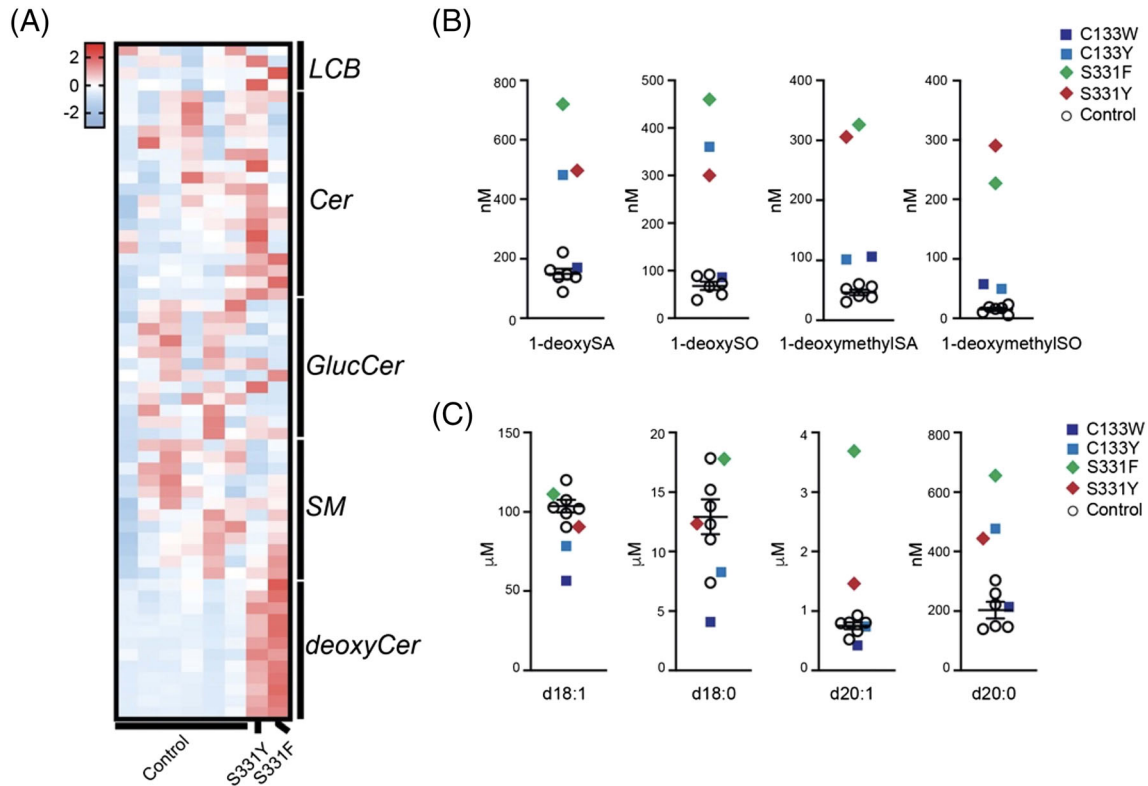 (A)
2
0
-2
LCB
Cer
GlucCer
SM
deoxyCer
Control
S331Y
S331F
(B)
C133W
C133Y
S331F
S331Y
Control
nM
800
600
400
200
0
1-deoxySA
nM
500
400
300
200
100
0
1-deoxySO
nM
400
300
200
100
0
1-deoxymethylSA
nM
400
300
200
100
0
1-deoxymethylSO
(C)
C133W
C133Y
S331F
S331Y
Control
µM
150
100
50
0
d18:1
µM
20
15
10
5
0
d18:0
µM
4
3
2
1
0
d20:1
nM
800
600
400
200
0
d20:0